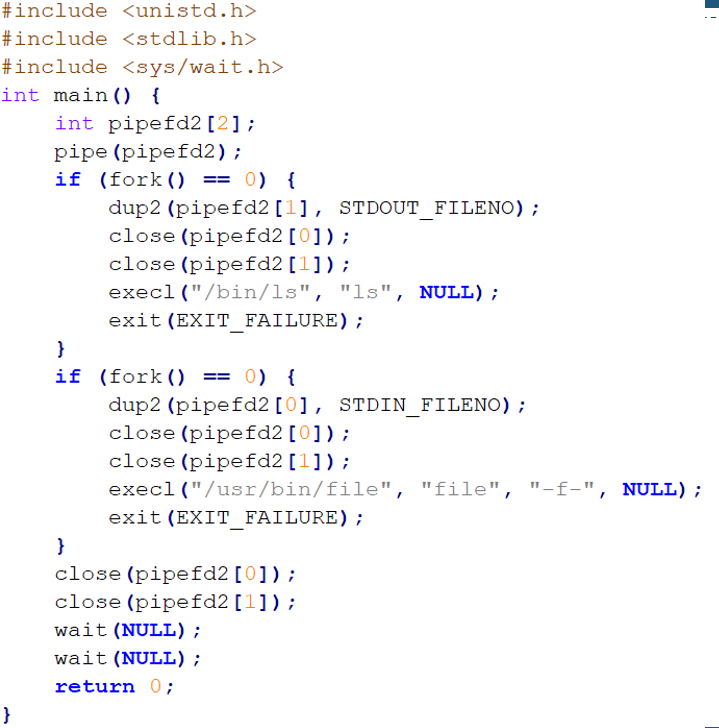 #include <unistd.h>
#include <stdlib.h>
#include <sys/wait.h>
int main() {
    int pipefd2[2];
    pipe(pipefd2);
    if (fork() == 0) {
        dup2(pipefd2[1], STDOUT_FILENO);
        close(pipefd2[0]);
        close(pipefd2[1]);
        execl("/bin/ls", "ls", NULL);
        exit(EXIT_FAILURE);
    }
    if (fork() == 0) {
        dup2(pipefd2[0], STDIN_FILENO);
        close(pipefd2[0]);
        close(pipefd2[1]);
        execl("/usr/bin/file", "file", "-f-", NULL);
        exit(EXIT_FAILURE);
    }
    close(pipefd2[0]);
    close(pipefd2[1]);
    wait(NULL);
    wait(NULL);
    return 0;
}